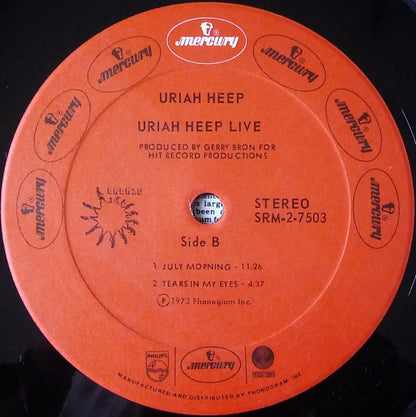 mercury
mercury
mercury
mercury
mercury
mercury
mercury
URIAH HEEP
URIAH HEEP LIVE
PRODUCED BY GERRY BRON FOR
HIT RECORD PRODUCTIONS
STEREO
SRM-2-7503
Side B
1. JULY MORNING - 11:26
2. TEARS IN MY EYES - 4:37
Ⓟ 1973 Phonogram Inc.
PHILIPS
mercury
VERTIGO
MANUFACTURED AND DISTRIBUTED BY PHONOGRAM, INC.